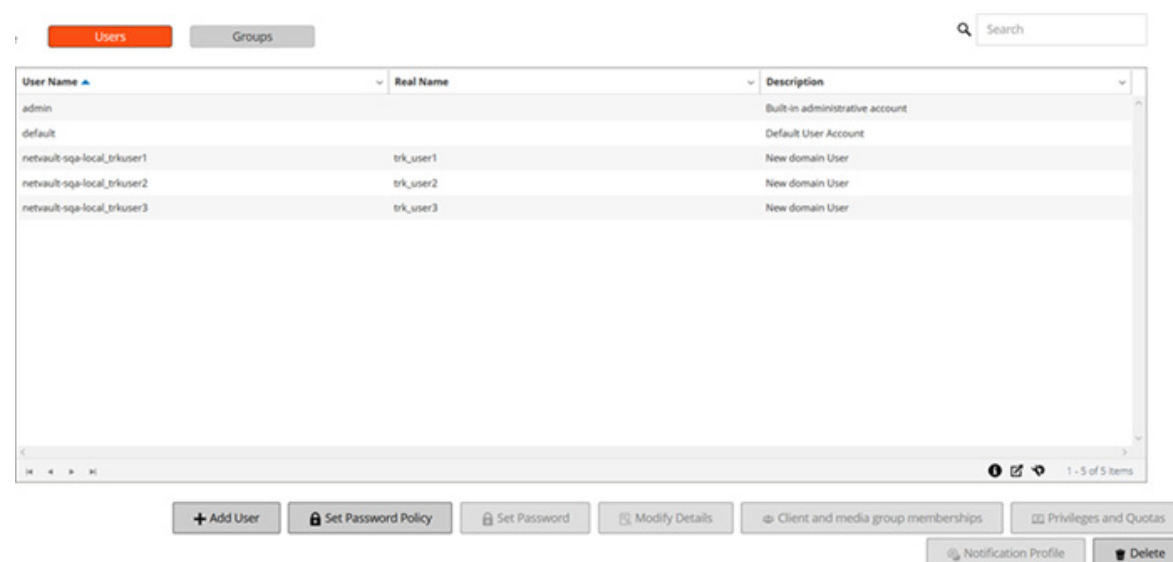 Users Groups Search
User Name Real Name Description
admin Built-in administrative account
default Default User Account
netvault-sqa-local_trkuser1 trk_user1 New domain User
netvault-sqa-local_trkuser2 trk_user2 New domain User
netvault-sqa-local_trkuser3 trk_user3 New domain User
1 - 5 of 5 items
Add User Set Password Policy Set Password Modify Details Client and media group memberships Privileges and Quotas
Notification Profile Delete